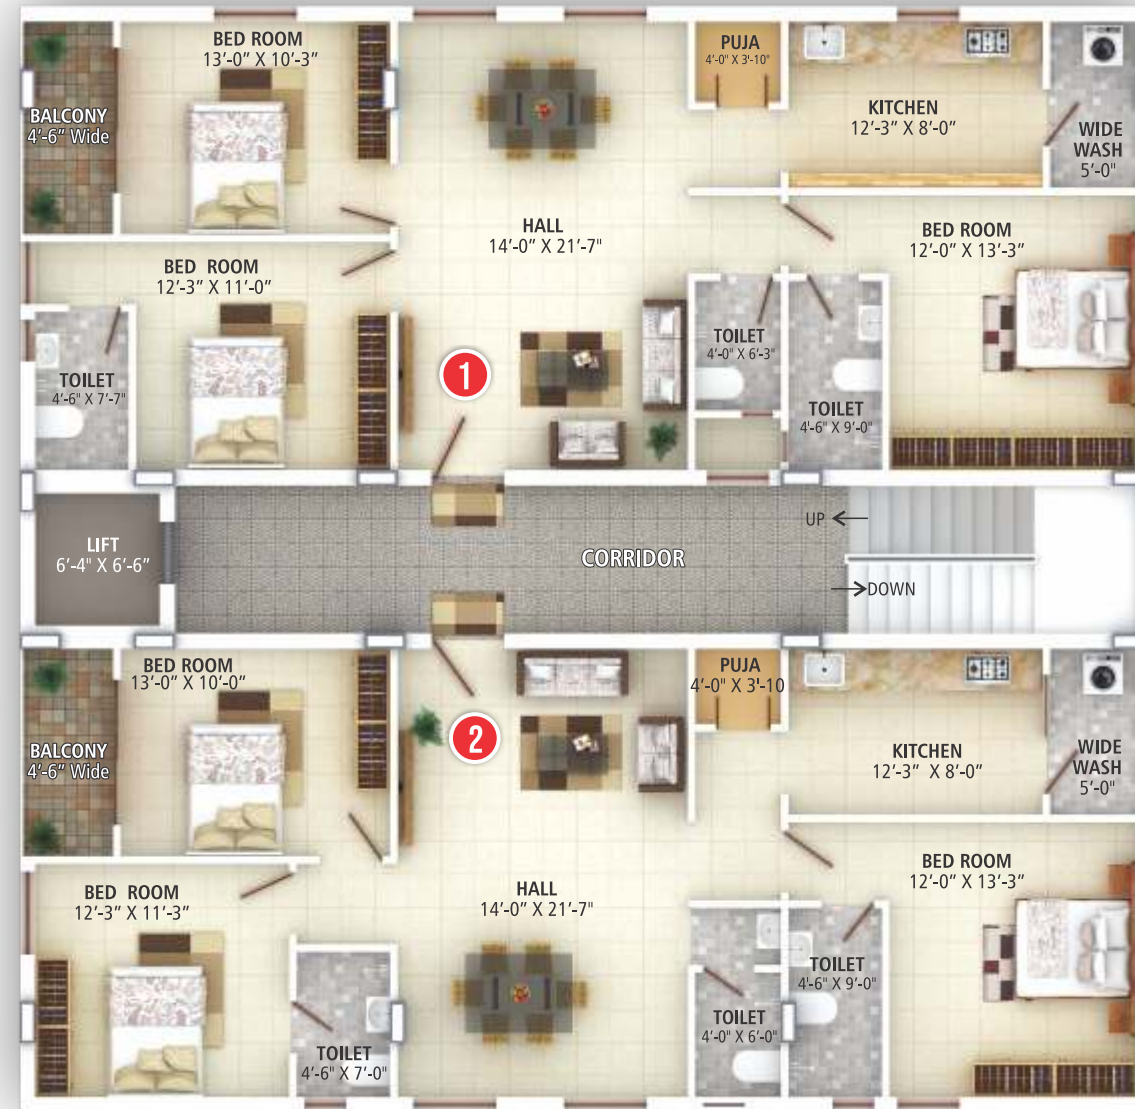 BED ROOM
13'-0" X 10'-3"
BALCONY
4'-6" Wide
PUJA
4'-0" X 3'-10"
KITCHEN
12'-3" X 8'-0"
WIDE
WASH
5'-0"
HALL
14'-0" X 21'-7"
BED ROOM
12'-0" X 13'-3"
BED ROOM
12'-3" X 11'-0"
TOILET
4'-6" X 7'-7"
1
TOILET
4'-0" X 6'-3"
TOILET
4'-6" X 9'-0"
LIFT
6'-4" X 6'-6"
CORRIDOR
UP
DOWN
BED ROOM
13'-0" X 10'-0"
BALCONY
4'-6" Wide
2
PUJA
4'-0" X 3'-10
KITCHEN
12'-3" X 8'-0"
WIDE
WASH
5'-0"
BED ROOM
12'-3" X 11'-3"
HALL
14'-0" X 21'-7"
BED ROOM
12'-0" X 13'-3"
TOILET
4'-6" X 7'-0"
TOILET
4'-0" X 6'-0"
TOILET
4'-6" X 9'-0"